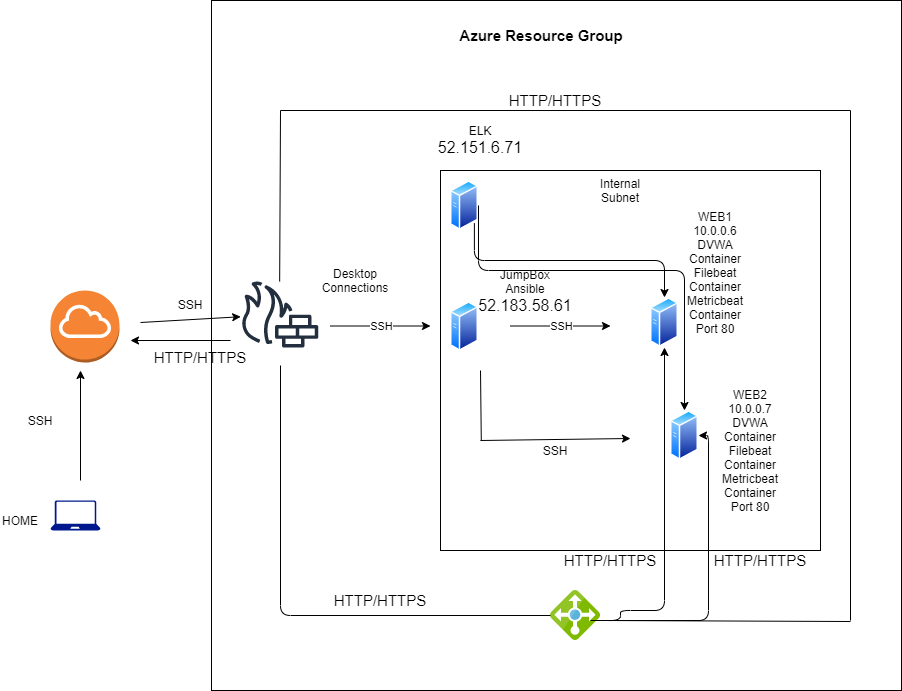 Azure Resource Group
HTTP/HTTPS
ELK
52.151.6.71
Internal
Subnet
WEB1
10.0.0.6
DVWA
Container
Filebeat
Container
Metricbeat
Container
Port 80
Desktop
Connections
JumpBox
Ansible
52.183.58.61
SSH
SSH
SSH
HTTP/HTTPS
SSH
HOME
SSH
WEB2
10.0.0.7
DVWA
Container
Filebeat
Container
Metricbeat
Container
Port 80
HTTP/HTTPS
HTTP/HTTPS
HTTP/HTTPS